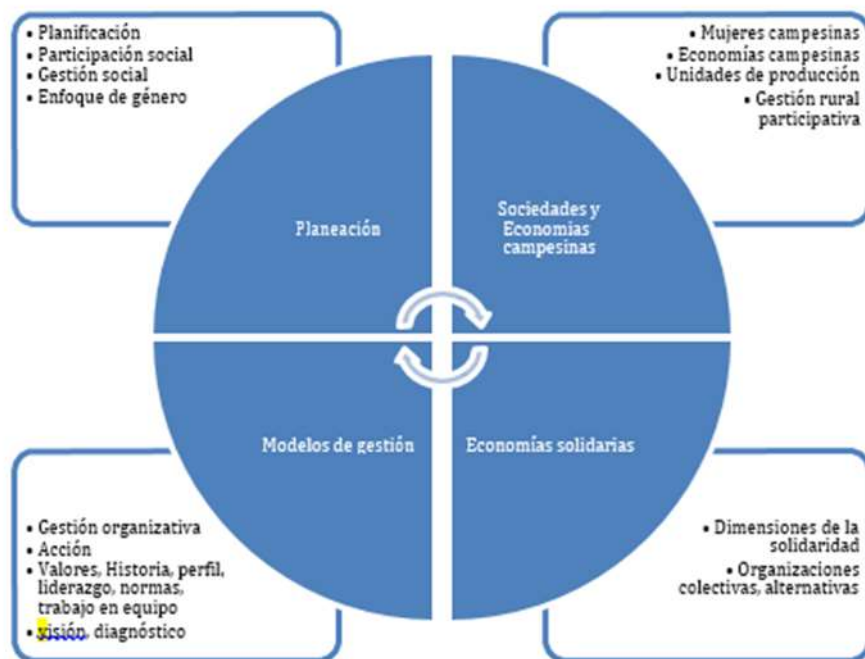 • Planificación
• Participación social
• Gestión social
• Enfoque de género
• Mujeres campesinas
• Economías campesinas
• Unidades de producción
• Gestión rural
participativa
Planeación
Sociedades y
Economias
campesinas
Modelos de gestión
Economías solidarias
• Gestión organizativa
• Acción
• Valores, Historia, perfil,
liderazgo, normas,
trabajo en equipo
• visión, diagnóstico
• Dimensiones de la
solidaridad
• Organizaciones
colectivas, alternativas